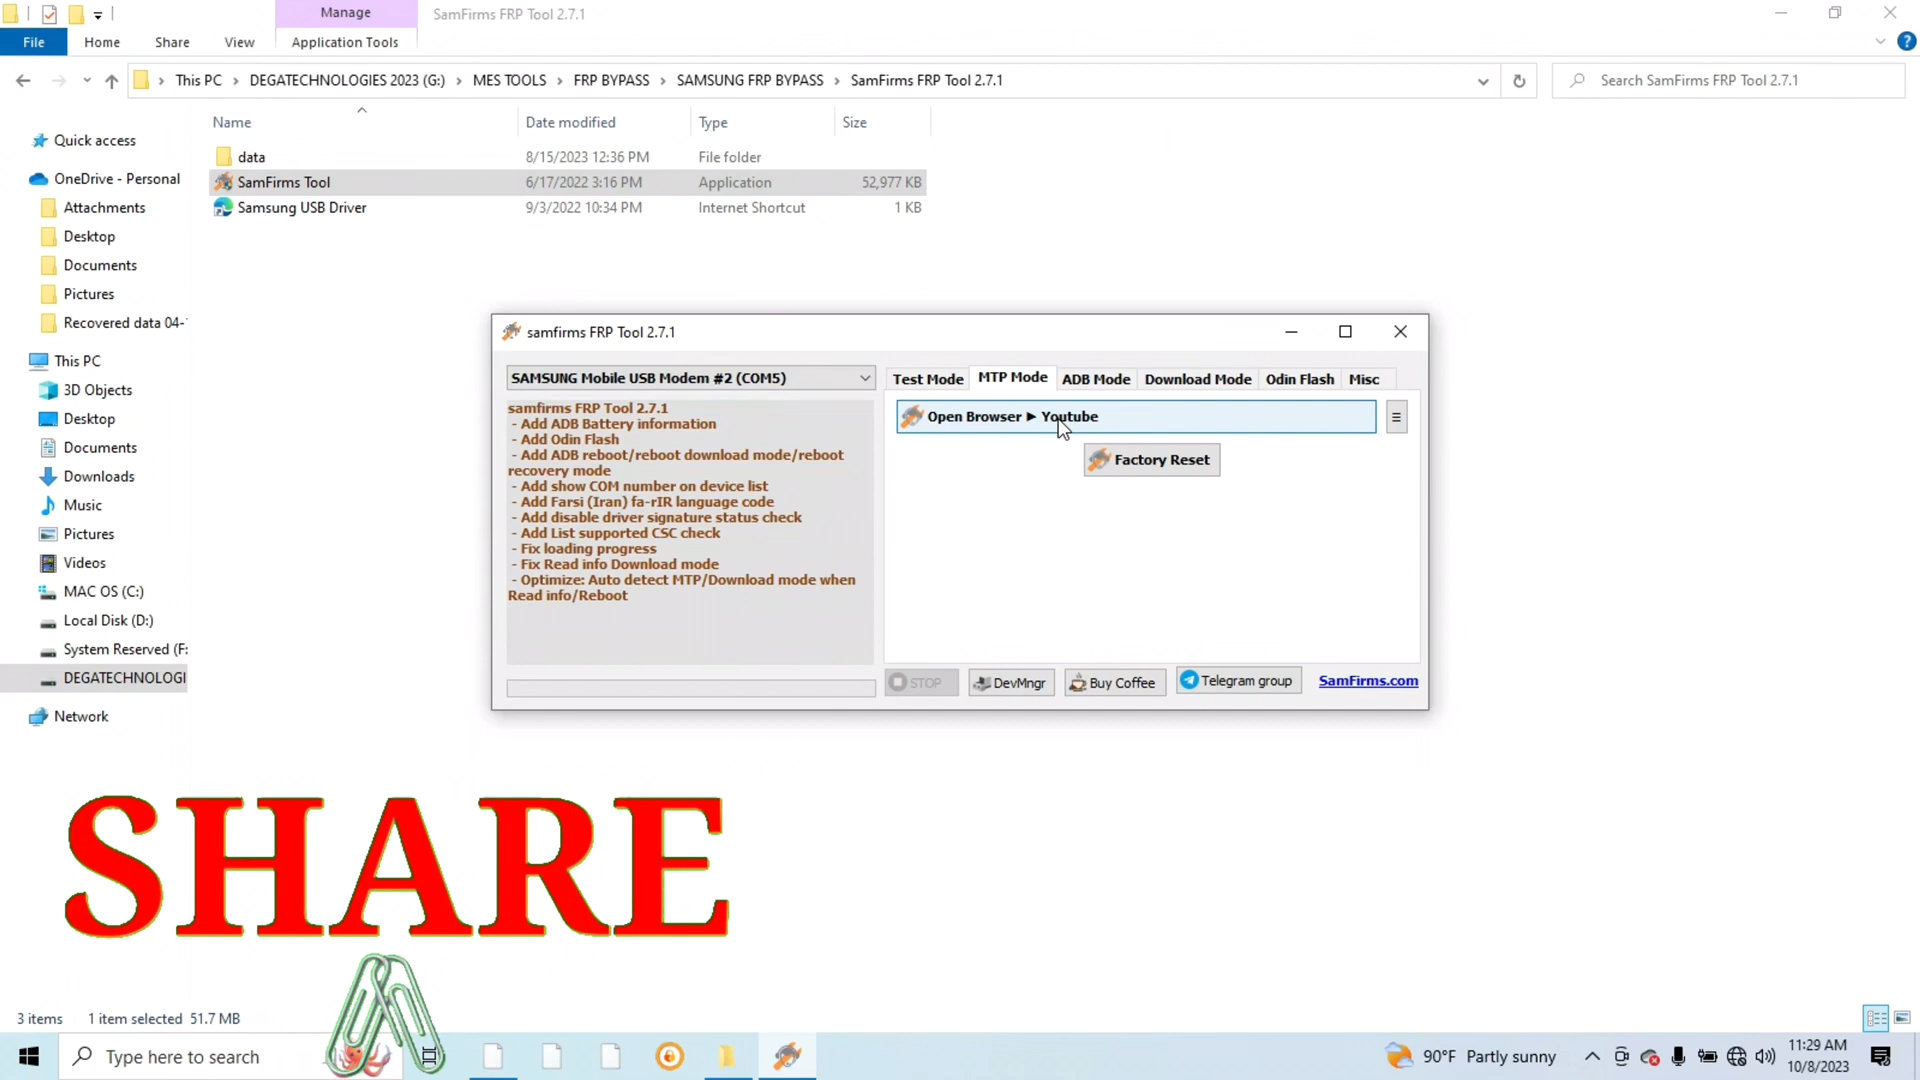 Manage
SamFirms FRP Tool 2.7.1
File
Home
Share
View
Application Tools
This PC
DEGATECHNOLOGIES 2023 (G:)
MES TOOLS
FRP BYPASS
SAMSUNG FRP BYPASS
SamFirms FRP Tool 2.7.1
Search SamFirms FRP Tool 2.7.1
Name
Date modified
Type
Size
data
8/15/2023 12:36 PM
File folder
SamFirms Tool
6/17/2022 3:16 PM
Application
52,977 KB
Samsung USB Driver
9/3/2022 10:34 PM
Internet Shortcut
1 KB
Quick access
OneDrive - Personal
Attachments
Desktop
Documents
Pictures
Recovered data 04-
This PC
3D Objects
Desktop
Documents
Downloads
Music
Pictures
Videos
MAC OS (C:)
Local Disk (D:)
System Reserved (F:
DEGATECHNOLOGI
Network
samfirms FRP Tool 2.7.1
SAMSUNG Mobile USB Modem #2 (COM5)
samfirms FRP Tool 2.7.1
- Add ADB Battery information
- Add Odin Flash
- Add ADB reboot/reboot download mode/reboot
recovery mode
- Add show COM number on device list
- Add Farsi (Iran) fa-rIR language code
- Add disable driver signature status check
- Add List supported CSC check
- Fix loading progress
- Fix Read info Download mode
- Optimize: Auto detect MTP/Download mode when
Read info/Reboot
Test Mode
MTP Mode
ADB Mode
Download Mode
Odin Flash
Misc
Open Browser ► Youtube
Factory Reset
STOP
DevMngr
Buy Coffee
Telegram group
SamFirms.com
SHARE
3 items
1 item selected 51.7 MB
Type here to search
90°F Partly sunny
11:29 AM
10/8/2023